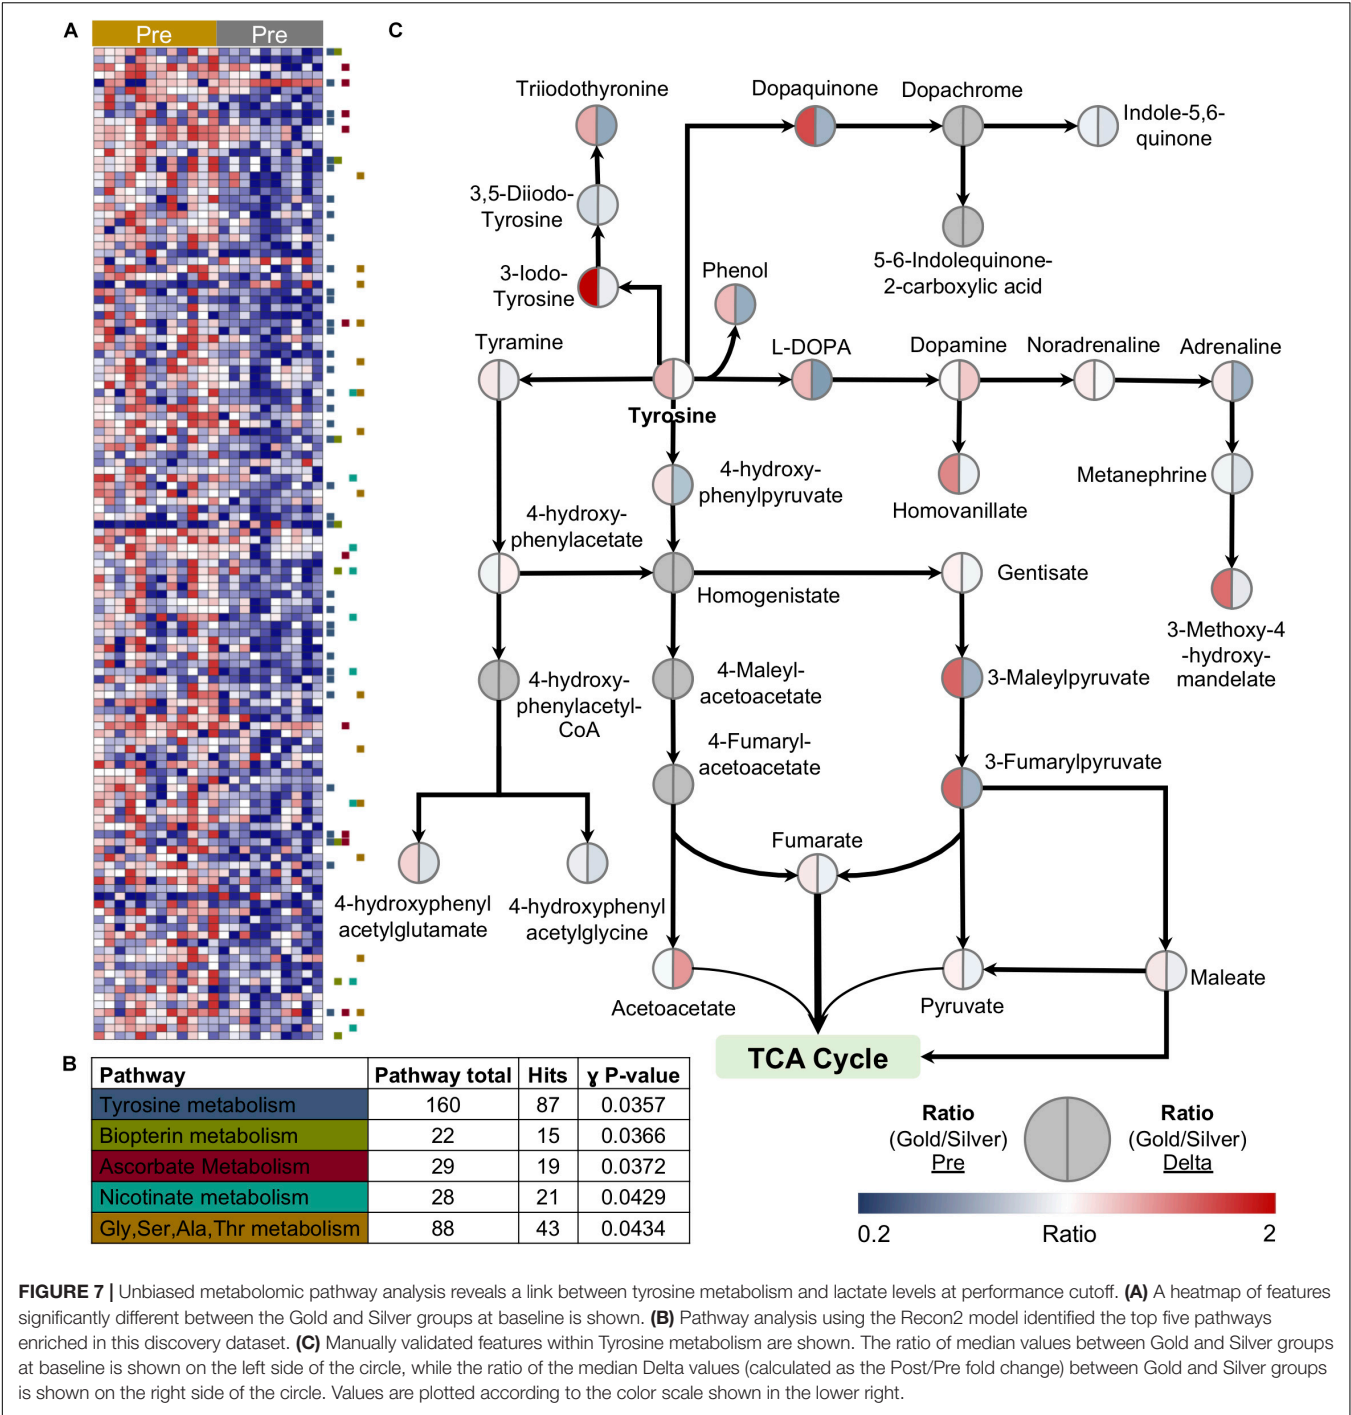 A
Pre
Pre
C
Triiodothyronine
Dopaquinone
Dopachrome
Indole-5,6-
quinone
3,5-Diiodo-
Tyrosine
5-6-Indolequinone-
2-carboxylic acid
3-Iodo-
Tyrosine
Phenol
Tyramine
L-DOPA
Dopamine
Noradrenaline
Adrenaline
Tyrosine
4-hydroxy-
phenylpyruvate
Homovanillate
Metanephrine
4-hydroxy-
phenylacetate
Homogenistate
Gentisate
3-Methoxy-4
-hydroxy-
mandelate
4-hydroxy-
phenylacetyl-
CoA
4-Maleyl-
acetoacetate
3-Maleylpyruvate
4-Fumaryl-
acetoacetate
3-Fumarylpyruvate
Fumarate
4-hydroxyphenyl
acetylglutamate
4-hydroxyphenyl
acetylglycine
Acetoacetate
Pyruvate
Maleate
TCA Cycle
B
Pathway Pathway total Hits ɣ P-value
Tyrosine metabolism 160 87 0.0357
Biopterin metabolism 22 15 0.0366
Ascorbate Metabolism 29 19 0.0372
Nicotinate metabolism 28 21 0.0429
Gly,Ser,Ala,Thr metabolism 88 43 0.0434
Ratio
(Gold/Silver)
Pre
Ratio
(Gold/Silver)
Delta
0.2 Ratio 2
FIGURE 7 | Unbiased metabolomic pathway analysis reveals a link between tyrosine metabolism and lactate levels at performance cutoff. (A) A heatmap of features
significantly different between the Gold and Silver groups at baseline is shown. (B) Pathway analysis using the Recon2 model identified the top five pathways
enriched in this discovery dataset. (C) Manually validated features within Tyrosine metabolism are shown. The ratio of median values between Gold and Silver groups
at baseline is shown on the left side of the circle, while the ratio of the median Delta values (calculated as the Post/Pre fold change) between Gold and Silver groups
is shown on the right side of the circle. Values are plotted according to the color scale shown in the lower right.